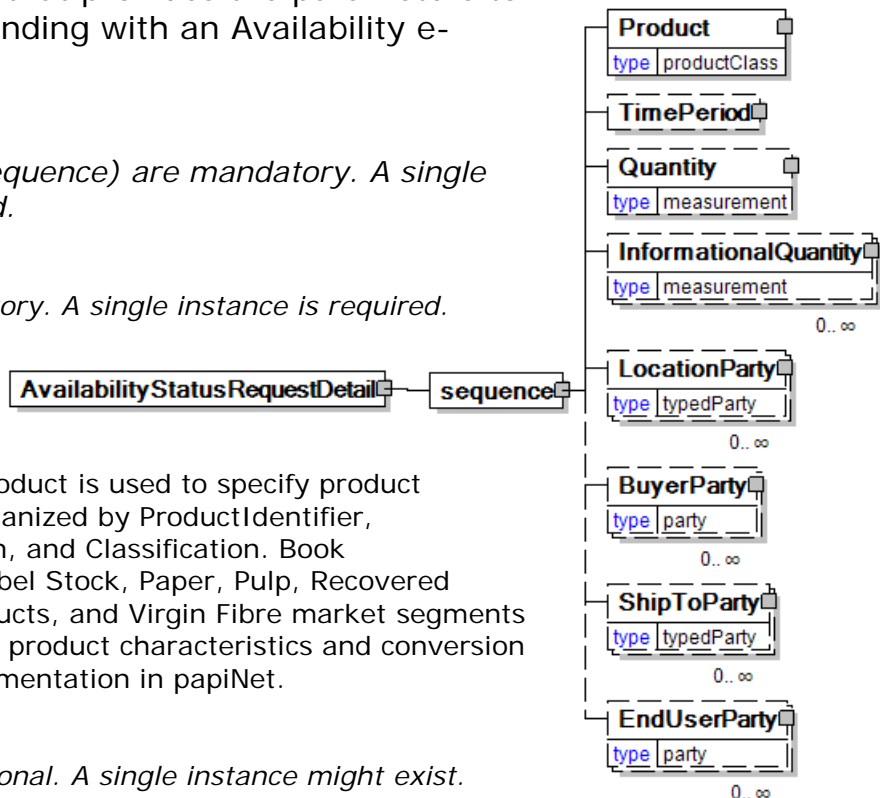 nding with an Availability e-
equence) are mandatory. A single
d.
ory. A single instance is required.
oduct is used to specify product
anized by ProductIdentifier,
n, and Classification. Book
bel Stock, Paper, Pulp, Recovered
ucts, and Virgin Fibre market segments
product characteristics and conversion
mentation in papiNet.
onal. A single instance might exist.
AvailabilityStatusRequestDetail
sequence
Product
type productClass
TimePeriod
Quantity
type measurement
InformationalQuantity
type measurement
0.. ∞
LocationParty
type typedParty
0.. ∞
BuyerParty
type party
0.. ∞
ShipToParty
type typedParty
0.. ∞
EndUserParty
type party
0.. ∞